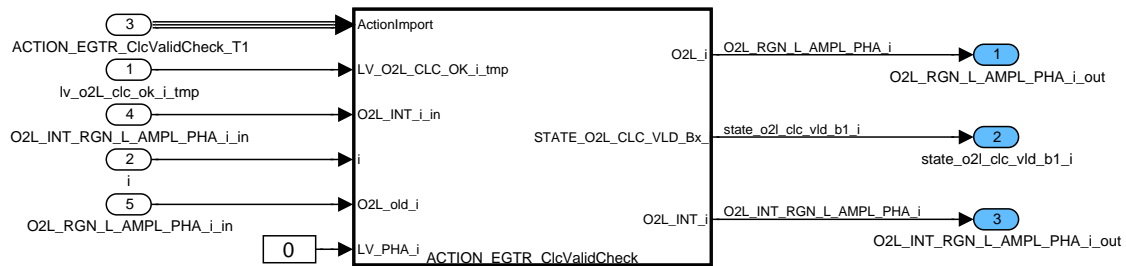 3
ACTION_EGTR_ClcValidCheck_T1
1
lv_o2L_clc_ok_i_tmp
4
O2L_INT_RGN_L_AMPL_PHA_i_in
2
i
5
O2L_RGN_L_AMPL_PHA_i_in
0
ActionImport
LV_O2L_CLC_OK_i_tmp
O2L_INT_i_in
i
O2L_old_i
LV_PHA_i
O2L_i
STATE_O2L_CLC_VLD_Bx_
O2L_INT_i
ACTION_EGTR_ClcValidCheck
O2L_RGN_L_AMPL_PHA_i
1
O2L_RGN_L_AMPL_PHA_i_out
state_o2l_clc_vld_b1_i
2
state_o2l_clc_vld_b1_i
O2L_INT_RGN_L_AMPL_PHA_i
3
O2L_INT_RGN_L_AMPL_PHA_i_out